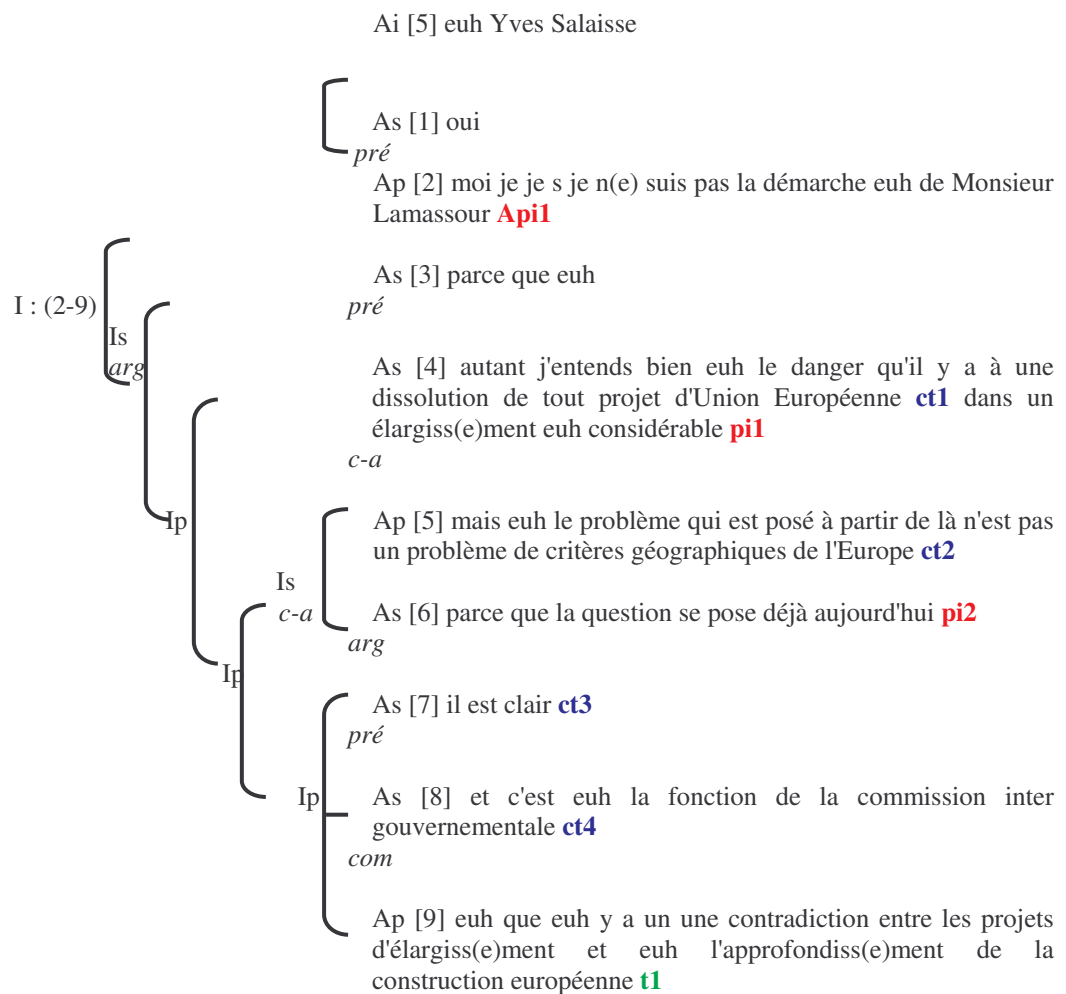 Ai [5] euh Yves Salaisse
As [1] oui
pré
Ap [2] moi je je s je n(e) suis pas la démarche euh de Monsieur
Lamassour Api1
As [3] parce que euh
I : (2-9)
pré
Is
arg
As [4] autant j'entends bien euh le danger qu'il y a à une
dissolution de tout projet d'Union Européenne ct1 dans un
élargiss(e)ment euh considérable pi1
c-a
Ip
Ap [5] mais euh le problème qui est posé à partir de là n'est pas
un problème de critères géographiques de l'Europe ct2
Is
c-a
As [6] parce que la question se pose déjà aujourd'hui pi2
arg
Ip
As [7] il est clair ct3
pré
Ip
As [8] et c'est euh la fonction de la commission inter
gouvernementale ct4
com
Ap [9] euh que euh y a un une contradiction entre les projets
d'élargiss(e)ment et euh l'approfondiss(e)ment de la
construction européenne t1